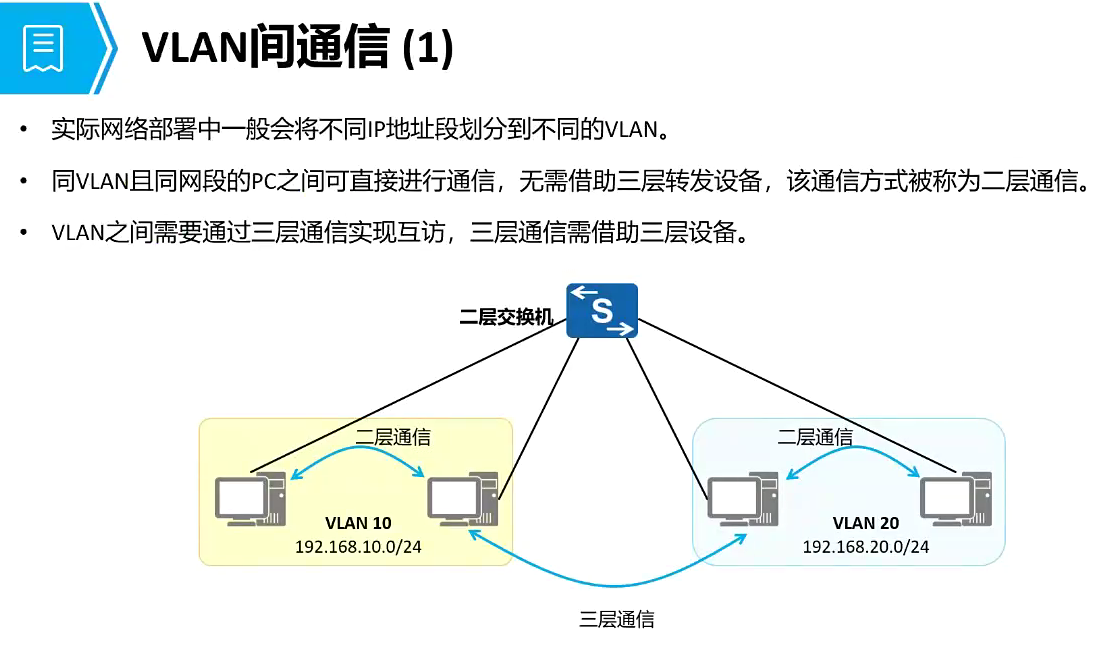 VLAN间通信 (1)
• 实际网络部署中一般会将不同IP地址段划分到不同的VLAN。
• 同VLAN且同网段的PC之间可直接进行通信，无需借助三层转发设备，该通信方式被称为二层通信。
• VLAN之间需要通过三层通信实现互访，三层通信需借助三层设备。
二层交换机
S
二层通信
二层通信
VLAN 10
192.168.10.0/24
VLAN 20
192.168.20.0/24
三层通信